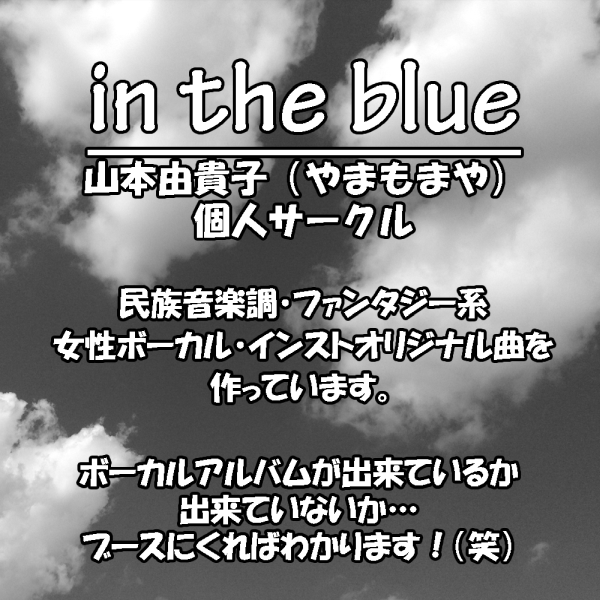 in the blue
山本由貴子（やまもまや）
個人サークル
民族音楽調・ファンタジー系
女性ボーカル・インストオリジナル曲を
作っています。
ボーカルアルバムが出来ているか
出来ていないか…
ブースにくればわかります！（笑）